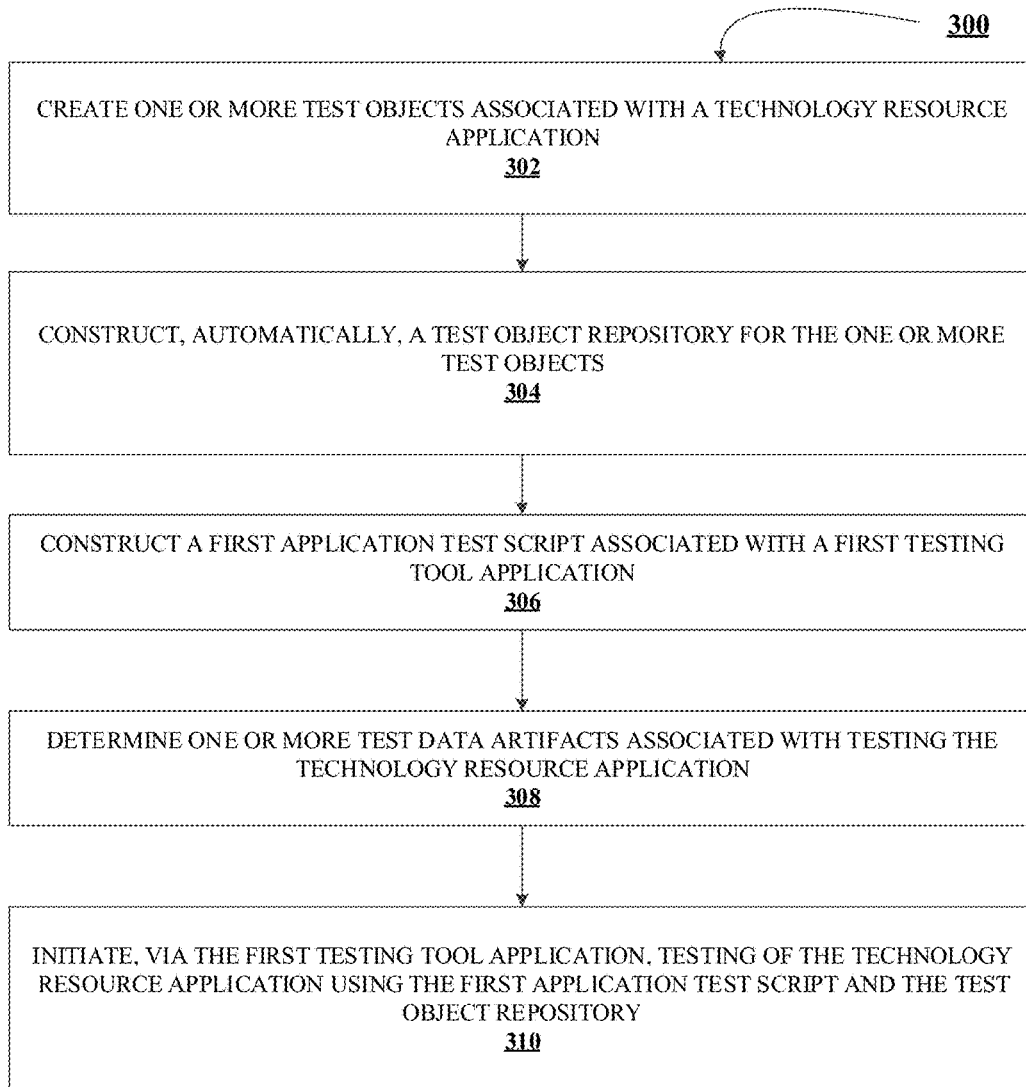 300
CREATE ONE OR MORE TEST OBJECTS ASSOCIATED WITH A TECHNOLOGY RESOURCE
APPLICATION
302
CONSTRUCT, AUTOMATICALLY, A TEST OBJECT REPOSITORY FOR THE ONE OR MORE
TEST OBJECTS
304
CONSTRUCT A FIRST APPLICATION TEST SCRIPT ASSOCIATED WITH A FIRST TESTING
TOOL APPLICATION
306
DETERMINE ONE OR MORE TEST DATA ARTIFACTS ASSOCIATED WITH TESTING THE
TECHNOLOGY RESOURCE APPLICATION
308
INITIATE, VIA THE FIRST TESTING TOOL APPLICATION, TESTING OF THE TECHNOLOGY
RESOURCE APPLICATION USING THE FIRST APPLICATION TEST SCRIPT AND THE TEST
OBJECT REPOSITORY
310